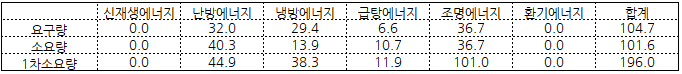 신재생에너지 난방에너지 냉방에너지 급탕에너지 조명에너지 환기에너지 합계
요구량 0.0 32.0 29.4 6.6 36.7 0.0 104.7
소요량 0.0 40.3 13.9 10.7 36.7 0.0 101.6
1차소요량 0.0 44.9 38.3 11.9 101.0 0.0 196.0